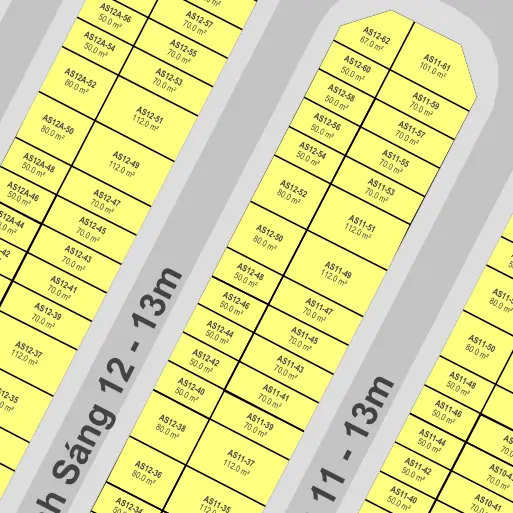 AS12A-56
50.0 m²
AS12A-54
50.0 m²
AS12A-52
80.0 m²
AS12A-50
80.0 m²
AS12A-48
50.0 m²
AS12A-46
50.0 m²
AS12-57
70.0 m²
AS12-55
70.0 m²
AS12-53
70.0 m²
AS12-51
112.0 m²
AS12-49
112.0 m²
AS12-47
70.0 m²
AS12-45
70.0 m²
AS12-43
70.0 m²
AS12-41
70.0 m²
AS12-39
70.0 m²
AS12-37
112.0 m²
Sáng 12 - 13m
AS12-62
67.0 m²
AS12-60
50.0 m²
AS12-58
50.0 m²
AS12-56
50.0 m²
AS12-54
50.0 m²
AS12-52
80.0 m²
AS12-50
80.0 m²
AS12-48
50.0 m²
AS12-46
50.0 m²
AS12-44
50.0 m²
AS12-42
50.0 m²
AS12-40
50.0 m²
AS12-38
80.0 m²
AS12-36
80.0 m²
AS12-34
AS11-61
101.0 m²
AS11-59
70.0 m²
AS11-57
70.0 m²
AS11-55
70.0 m²
AS11-53
70.0 m²
AS11-51
112.0 m²
AS11-49
112.0 m²
AS11-47
70.0 m²
AS11-45
70.0 m²
AS11-43
70.0 m²
AS11-41
70.0 m²
AS11-39
70.0 m²
AS11-37
112.0 m²
AS11-35
11 - 13m
AS11-50
80.0 m²
AS11-48
50.0 m²
AS11-46
50.0 m²
AS11-44
50.0 m²
AS11-42
50.0 m²
AS11-40
50.0 m²
AS10-41